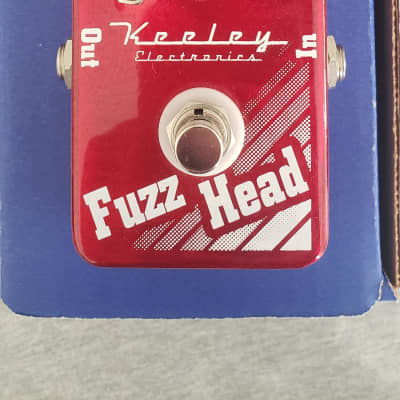 Keeley
Electronics
Out
In
Fuzz Head